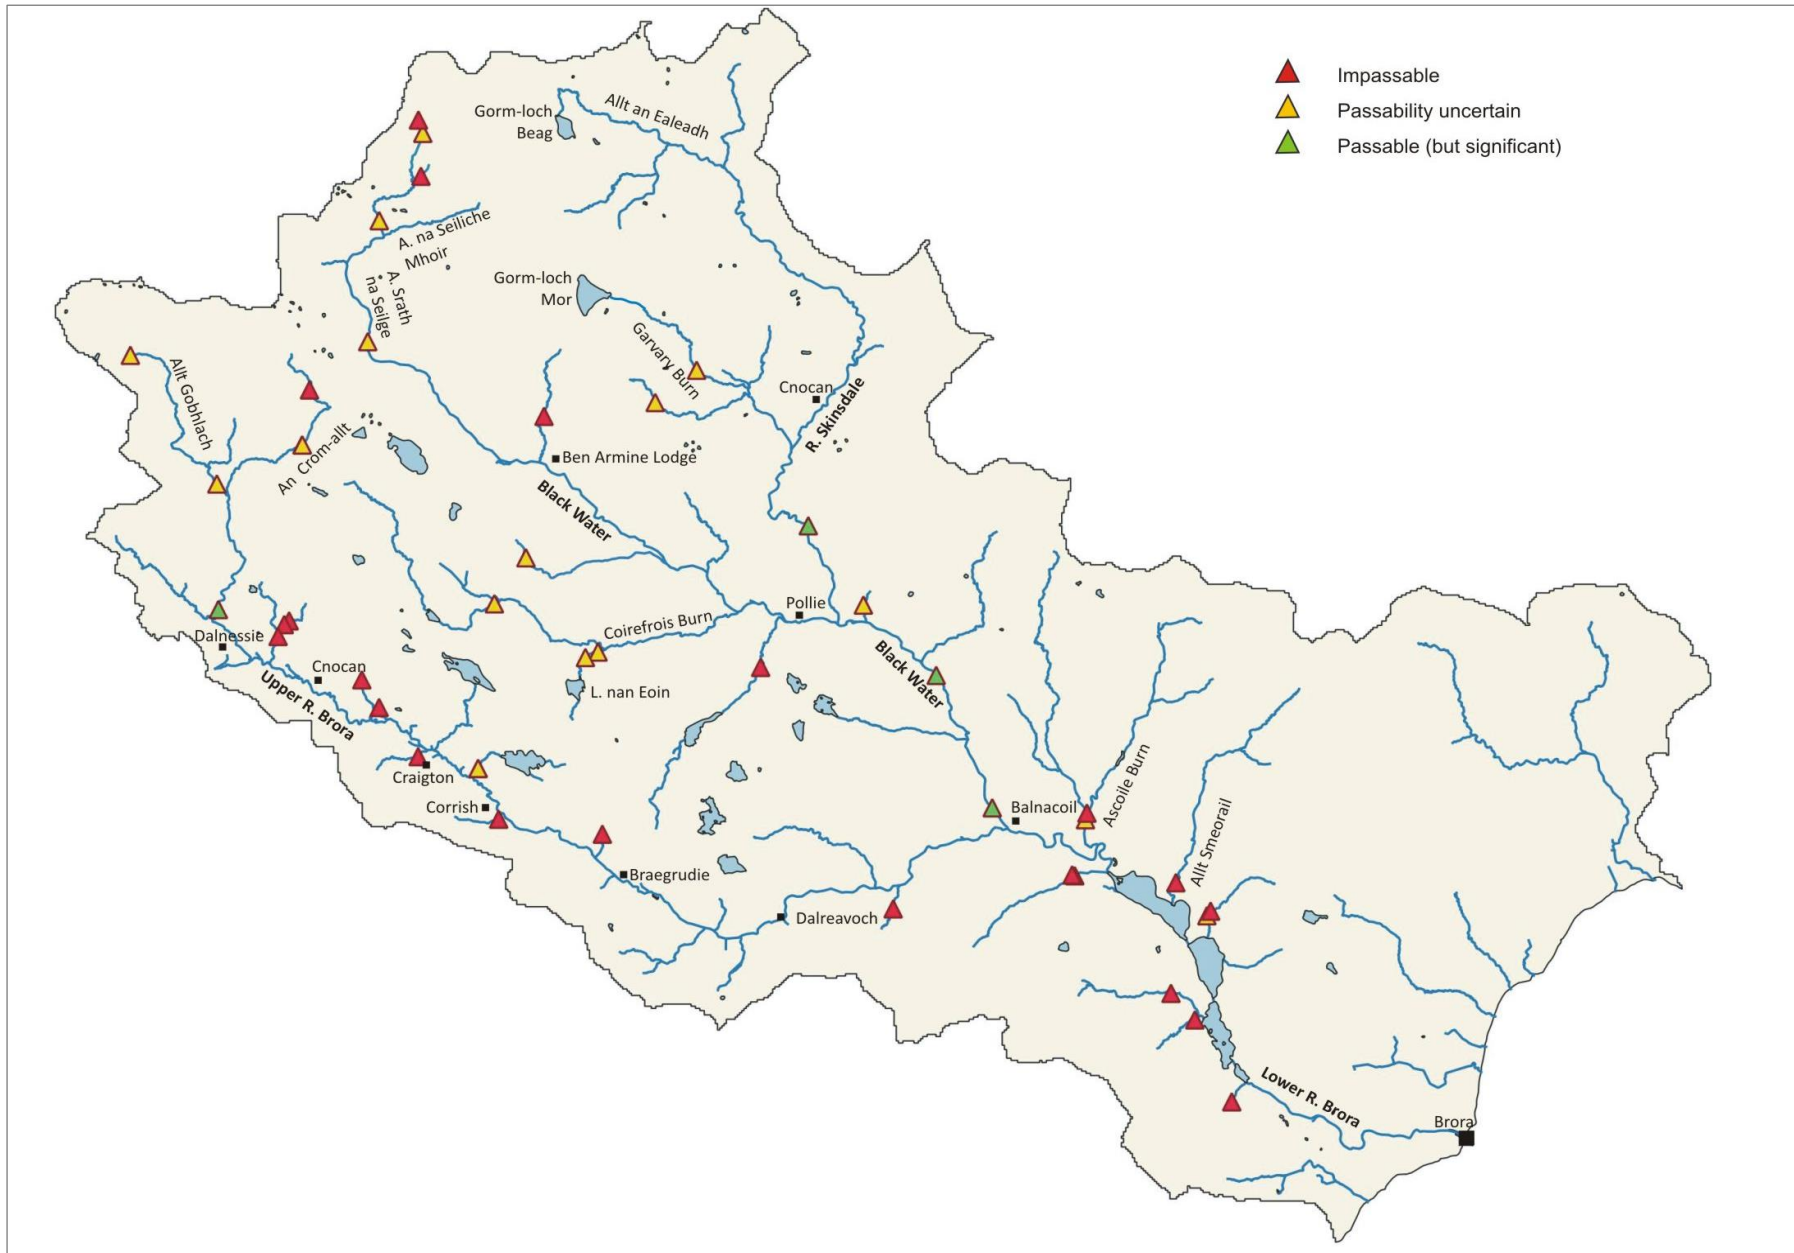 Impassable
Passability uncertain
Passable (but significant)
Gorm-loch
Beag
Allt an Ealeadh
A. na Seiliche
Mhoir
A. Srath
na Seilge
Gorm-loch
Mor
Garvary Burn
Cnocan
R. Skinsdale
Allt Gobhlach
An Crom-allt
Ben Armine Lodge
Black Water
Pollie
Coirefrois Burn
Dalnessie
Cnocan
Upper R. Brora
L. nan Eoin
Black Water
Craigton
Corrish
Balnacoil
Ascoile Burn
Allt Smeorail
Braegrudie
Dalreavoch
Lower R. Brora
Brora